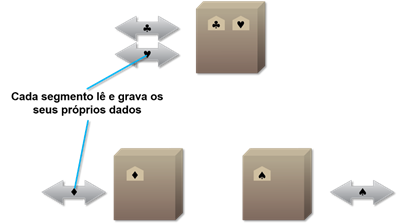 Cada segmento lê e grava os
seus próprios dados